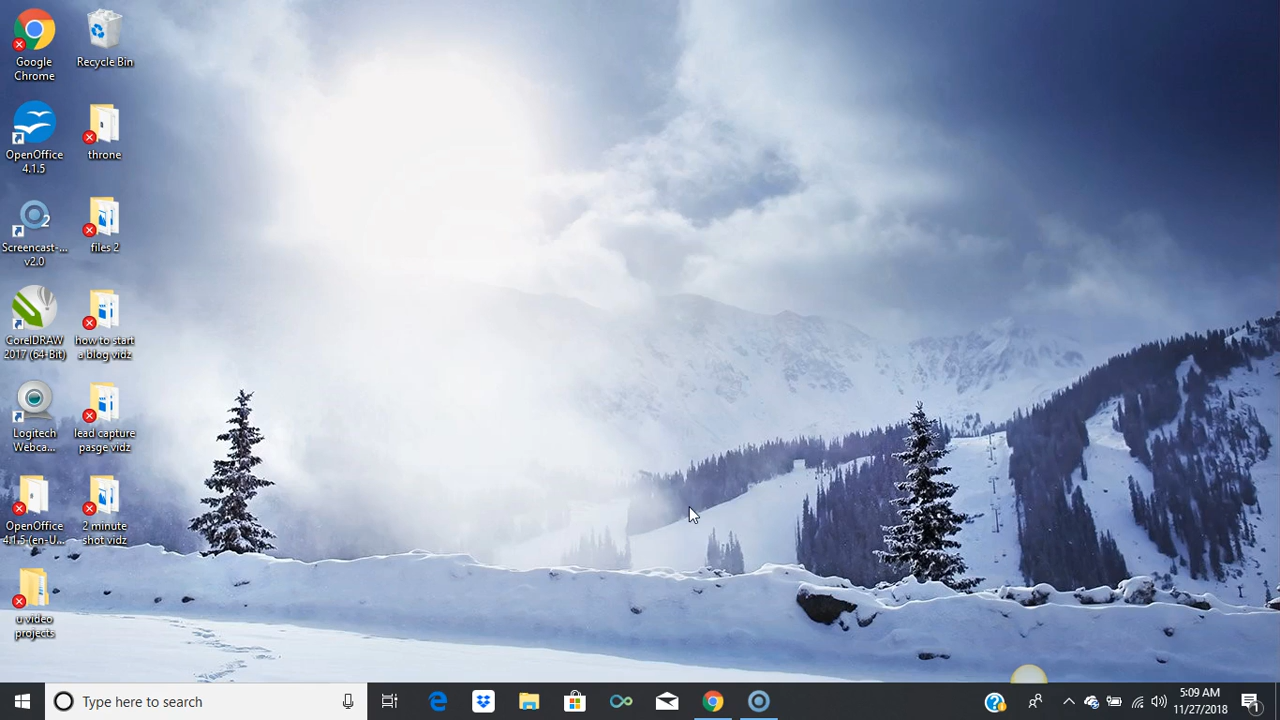 Google
Chrome
Recycle Bin
OpenOffice
4.1.5
throne
2
Screencast-...
v2.0
files 2
CorelDRAW
2017 (64-Bit)
how to start
a blog vidz
Logitech
Webca...
lead capture
pasge vidz
OpenOffice
4.1.5 (en-U...
2 minute
shot vidz
u video
projects
Type here to search
5:09 AM
11/27/2018
1